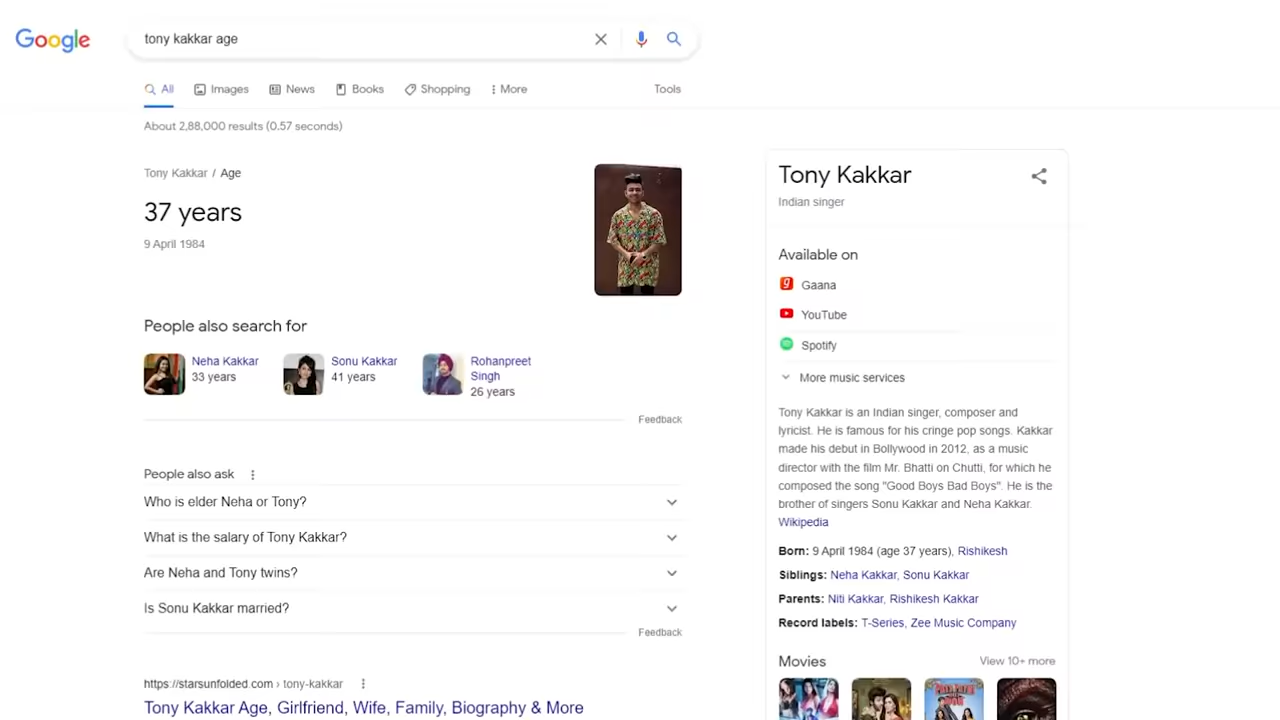 Google
tony kakkar age
All
Images
News
Books
Shopping
More
Tools
About 2,88,000 results (0.57 seconds)
Tony Kakkar / Age
37 years
9 April 1984
People also search for
Neha Kakkar
33 years
Sonu Kakkar
41 years
Rohanpreet
Singh
26 years
Feedback
People also ask
Who is elder Neha or Tony?
What is the salary of Tony Kakkar?
Are Neha and Tony twins?
Is Sonu Kakkar married?
Feedback
https://starsunfolded.com › tony-kakkar
Tony Kakkar Age, Girlfriend, Wife, Family, Biography & More
Tony Kakkar
Indian singer
Available on
Gaana
YouTube
Spotify
More music services
Tony Kakkar is an Indian singer, composer and
lyricist. He is famous for his cringe pop songs. Kakkar
made his debut in Bollywood in 2012, as a music
director with the film Mr. Bhatti on Chutti, for which he
composed the song "Good Boys Bad Boys". He is the
brother of singers Sonu Kakkar and Neha Kakkar.
Wikipedia
Born: 9 April 1984 (age 37 years), Rishikesh
Siblings: Neha Kakkar, Sonu Kakkar
Parents: Niti Kakkar, Rishikesh Kakkar
Record labels: T-Series, Zee Music Company
Movies
View 10+ more